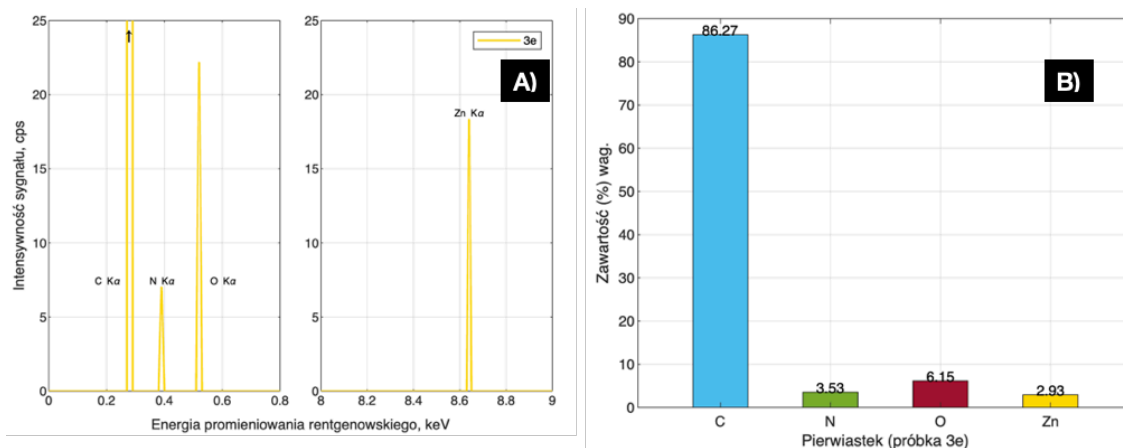 A)
3e
Intensywność sygnału, cps
25
20
15
10
5
0
↑
C Kα
N Kα
O Kα
0
0.2
0.4
0.6
0.8
25
20
15
10
5
0
Zn Kα
8
8.2
8.4
8.6
8.8
9
Energia promieniowania rentgenowskiego, keV
B)
Zawartość (%) wag.
90
80
70
60
50
40
30
20
10
0
86.27
3.53
6.15
2.93
C
N
O
Zn
Pierwiastek (próbka 3e)